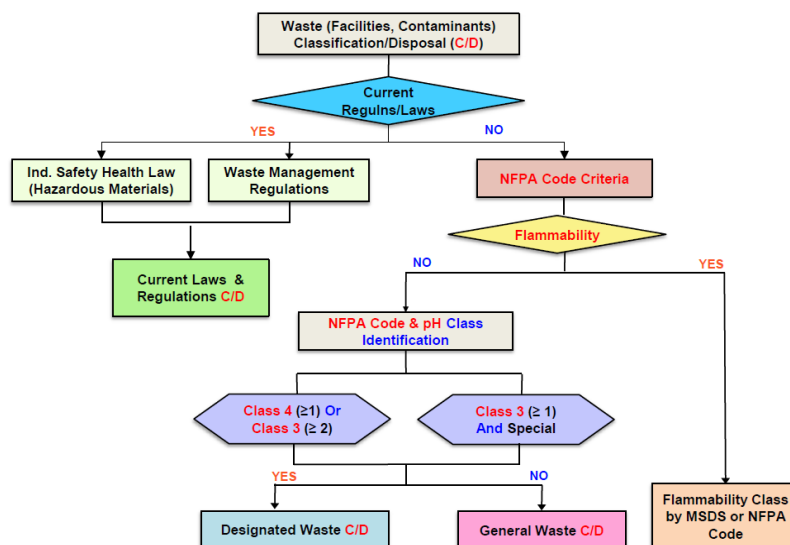 Waste (Facilities, Contaminants)
Classification/Disposal (C/D)
Current
Regulns/Laws
YES
NO
Ind. Safety Health Law
(Hazardous Materials)
Waste Management
Regulations
NFPA Code Criteria
Flammability
Current Laws &
Regulations C/D
NO
YES
NFPA Code & pH Class
Identification
Class 4 (≥1) Or
Class 3 (≥ 2)
Class 3 (≥ 1)
And Special
YES
NO
Designated Waste C/D
General Waste C/D
Flammability Class
by MSDS or NFPA
Code